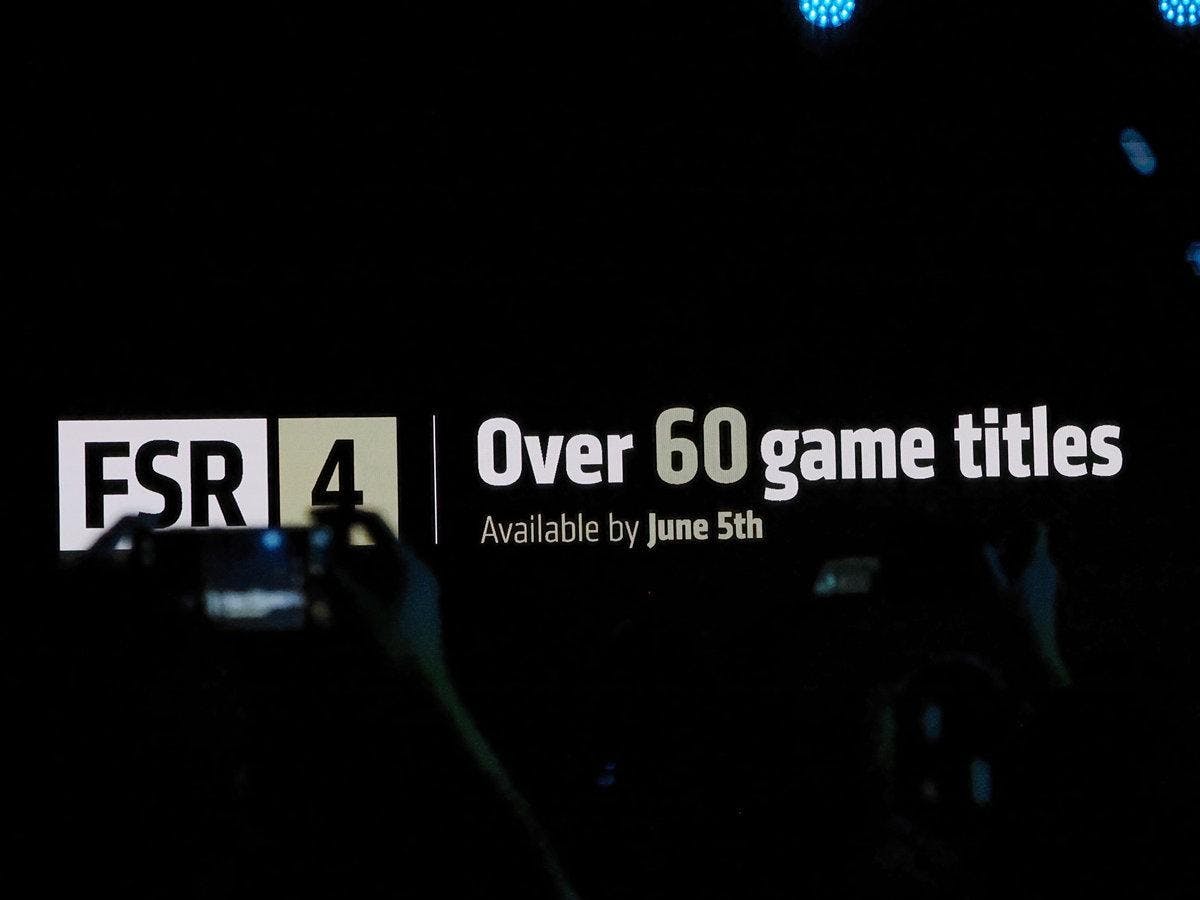 FSR 4
Over 60 game titles
Available by June 5th